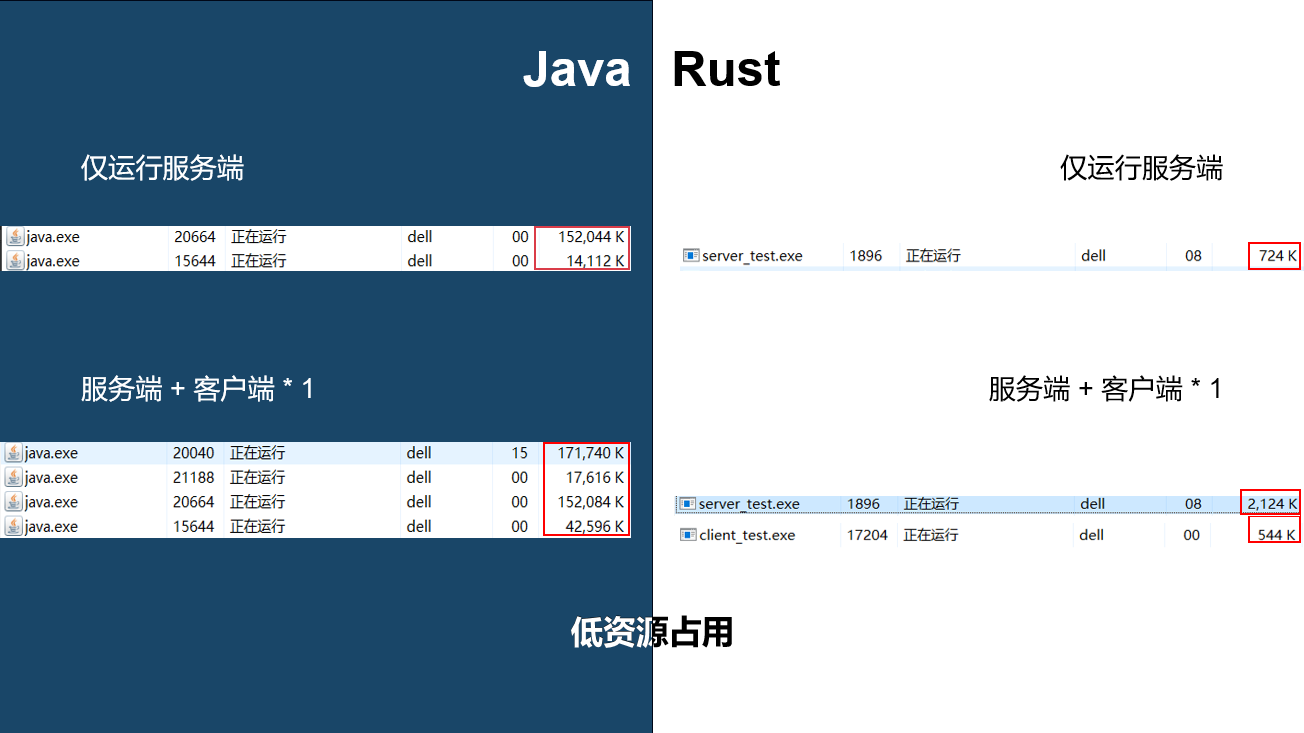 Java Rust
仅运行服务端
java.exe 20664 正在运行 dell 00 152,044 K
java.exe 15644 正在运行 dell 00 14,112 K
服务端 + 客户端 * 1
java.exe 20040 正在运行 dell 15 171,740 K
java.exe 21188 正在运行 dell 00 17,616 K
java.exe 20664 正在运行 dell 00 152,084 K
java.exe 15644 正在运行 dell 00 42,596 K
仅运行服务端
server_test.exe 1896 正在运行 dell 08 724 K
服务端 + 客户端 * 1
server_test.exe 1896 正在运行 dell 08 2,124 K
client_test.exe 17204 正在运行 dell 00 544 K
低资源占用